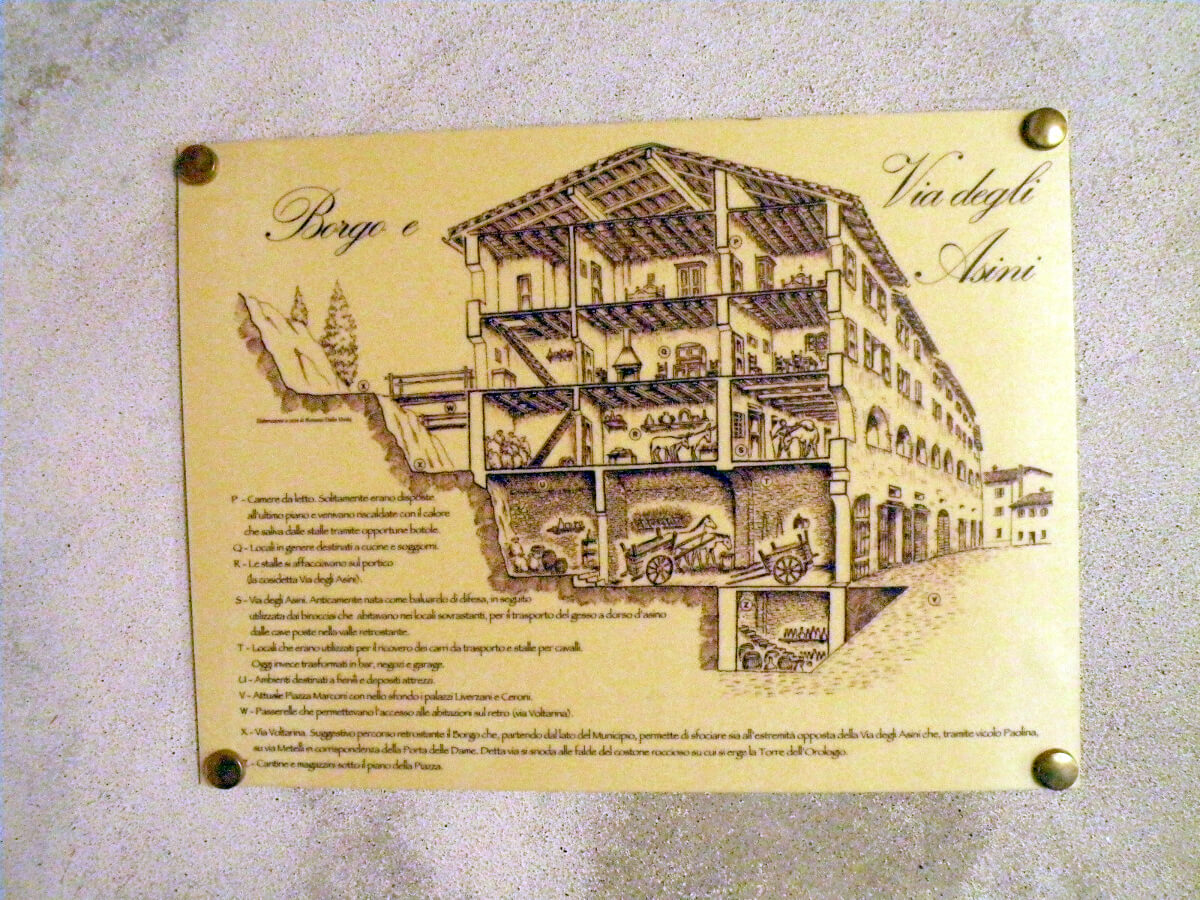 Borgo e
Via degli
Asini
P - Camere da letto. Solitamente erano disposte
all'ultimo piano e venivano riscaldate con il calore
che saliva dalle stalle tramite opportune botole.
Q - Locali in genere destinati a cucine e soggiorni.
R - Le stalle si affacciavano sul portico
(la cosidetta Via degli Asini).
S - Via degli Asini. Anticamente nata come baluardo di difesa, in seguito
utilizzata dai birocciai che abitavano nei locali sovrastanti, per il trasporto del gesso a dorso d'asino
dalle cave poste nella valle retrostante.
T - Locali che erano utilizzati per il ricovero dei carri da trasporto e stalle per cavalli.
Oggi invece trasformati in bar, negozi e garage.
U - Ambienti destinati a fienili e depositi attrezzi.
V - Attuale Piazza Marconi con nello sfondo i palazzi Liverzani e Ceroni.
W - Passerelle che permettevano l'accesso alle abitazioni sul retro (via Voltarina).
X - Via Voltarina. Suggestivo percorso retrostante il Borgo che, partendo dal lato del Municipio, permette di sfociare sia all'estremità opposta della Via degli Asini che, tramite vicolo Paolina,
su via Metelli in corrispondenza della Porta delle Dame. Detta via si snoda alle falde del costone roccioso su cui si erge la Torre dell'Orologio.
- Cantine e magazzini sotto il piano della Piazza.
P
Q
R
S
T
U
V
W
X
Z